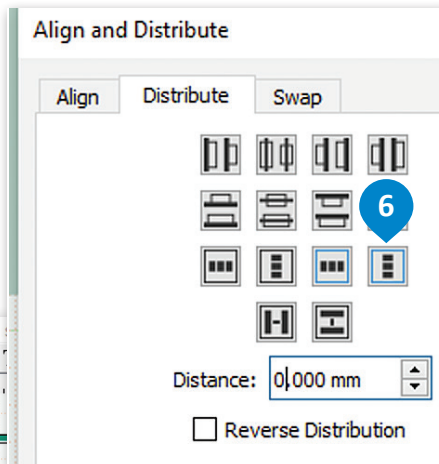 Align and Distribute
Align Distribute Swap
6
Distance: 0.000 mm
Reverse Distribution